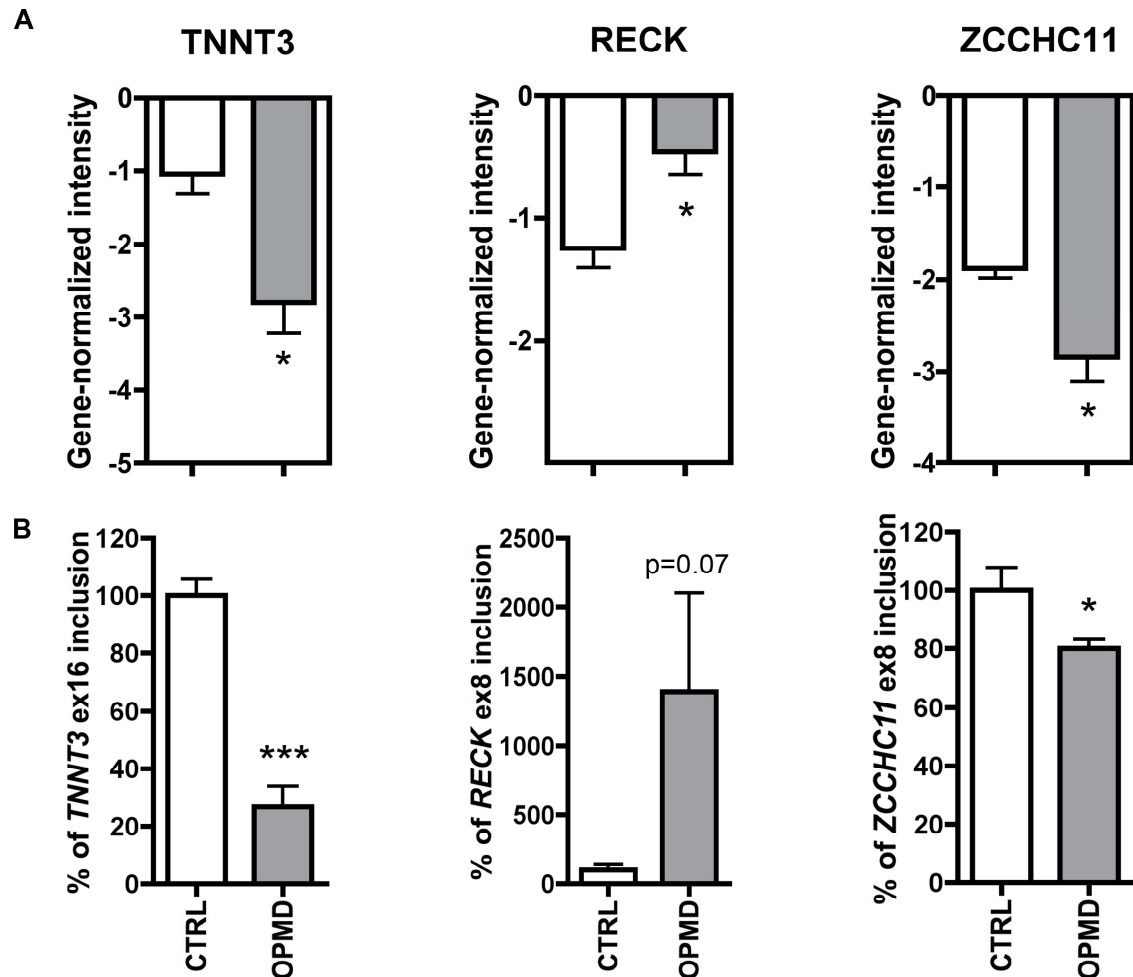 A
TNNT3
RECK
ZCCHC11
Gene-normalized intensity
0
-1
-2
-3
-4
-5
*
Gene-normalized intensity
0
-1
-2
*
Gene-normalized intensity
0
-1
-2
-3
-4
*
B
% of TNNT3 ex16 inclusion
120
100
80
60
40
20
0
***
CTRL
OPMD
% of RECK ex8 inclusion
2500
2000
1500
1000
500
0
p=0.07
CTRL
OPMD
% of ZCCHC11 ex8 inclusion
120
100
80
60
40
20
0
*
CTRL
OPMD